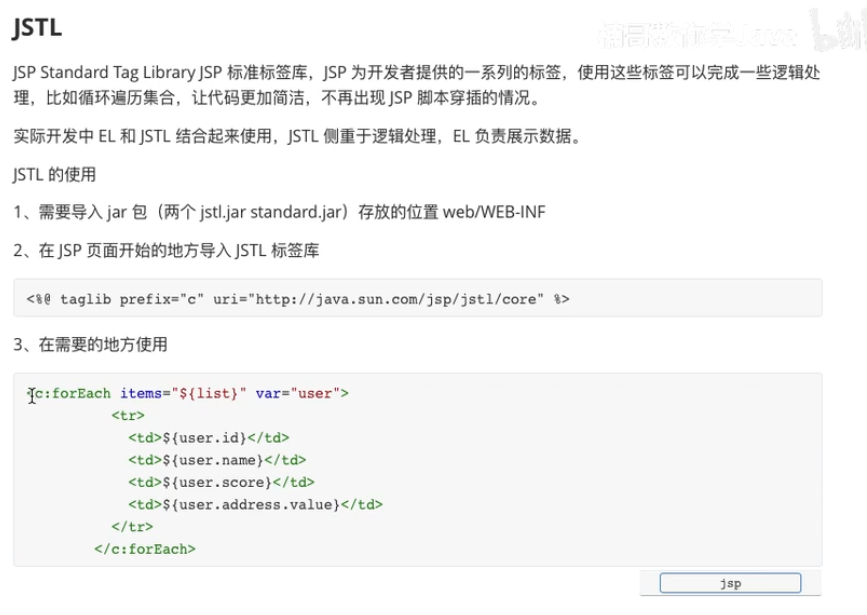 JSTL
JSP Standard Tag Library JSP 标准标签库，JSP 为开发者提供的一系列的标签，使用这些标签可以完成一些逻辑处
理，比如循环遍历集合，让代码更加简洁，不再出现 JSP 脚本穿插的情况。
实际开发中 EL 和 JSTL 结合起来使用，JSTL 侧重于逻辑处理，EL 负责展示数据。
JSTL 的使用
1、需要导入 jar 包（两个 jstl.jar standard.jar）存放的位置 web/WEB-INF
2、在 JSP 页面开始的地方导入 JSTL 标签库
<%@ taglib prefix="c" uri="http://java.sun.com/jsp/jstl/core" %>
3、在需要的地方使用
<c:forEach items="${list}" var="user">
<tr>
<td>${user.id}</td>
<td>${user.name}</td>
<td>${user.score}</td>
<td>${user.address.value}</td>
</tr>
</c:forEach>
jsp